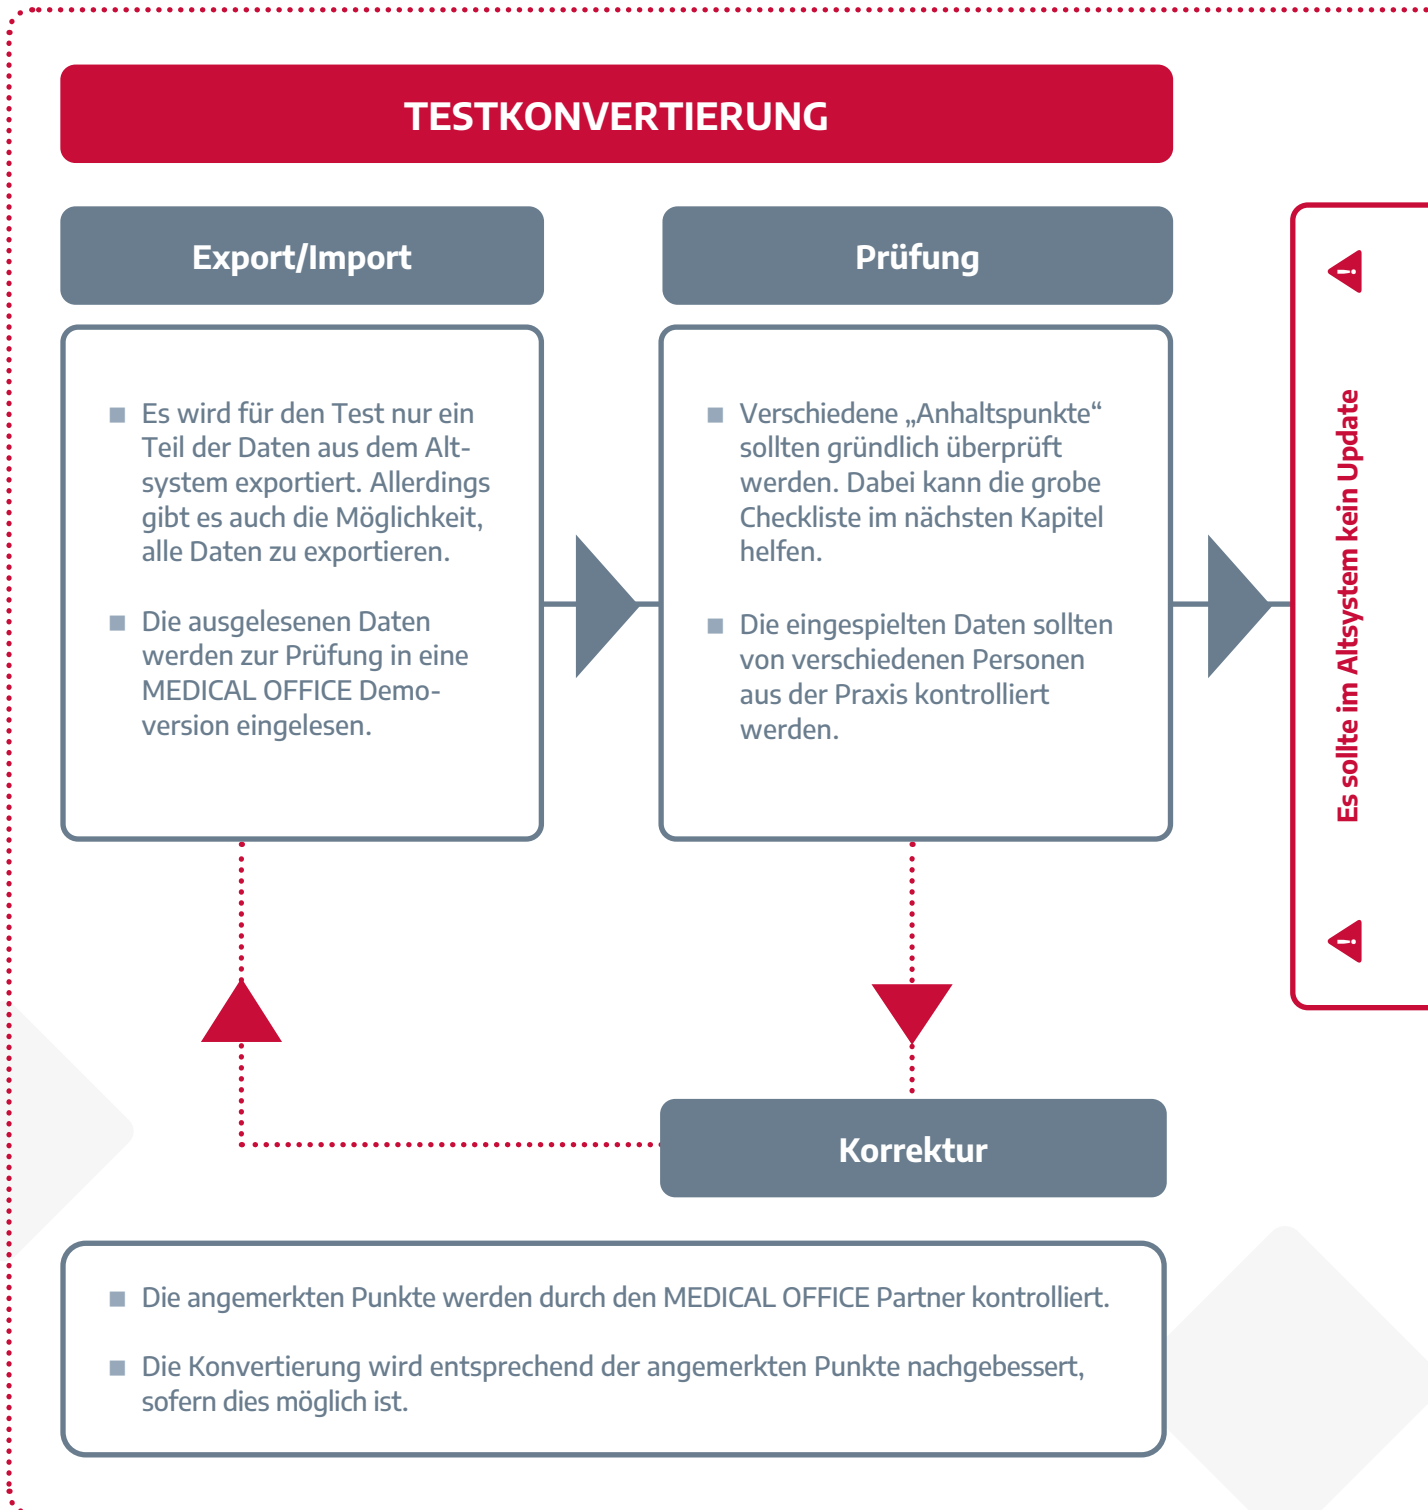 TESTKONVERTIERUNG
Export/Import
Es wird für den Test nur ein
Teil der Daten aus dem Alt-
system exportiert. Allerdings
gibt es auch die Möglichkeit,
alle Daten zu exportieren.
Die ausgelesenen Daten
werden zur Prüfung in eine
MEDICAL OFFICE Demo-
version eingelesen.
Prüfung
Verschiedene „Anhaltspunkte“
sollten gründlich überprüft
werden. Dabei kann die grobe
Checkliste im nächsten Kapitel
helfen.
Die eingespielten Daten sollten
von verschiedenen Personen
aus der Praxis kontrolliert
werden.
Es sollte im Altsystem kein Update
Korrektur
Die angemerkten Punkte werden durch den MEDICAL OFFICE Partner kontrolliert.
Die Konvertierung wird entsprechend der angemerkten Punkte nachgebessert,
sofern dies möglich ist.